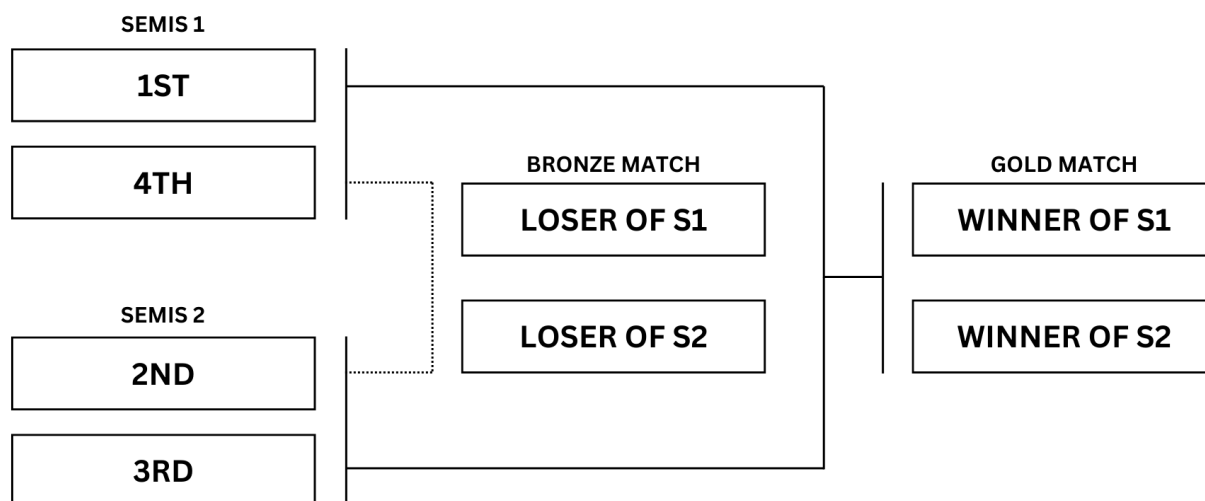 SEMIS 1
1ST
4TH
SEMIS 2
2ND
3RD
BRONZE MATCH
LOSER OF S1
LOSER OF S2
GOLD MATCH
WINNER OF S1
WINNER OF S2